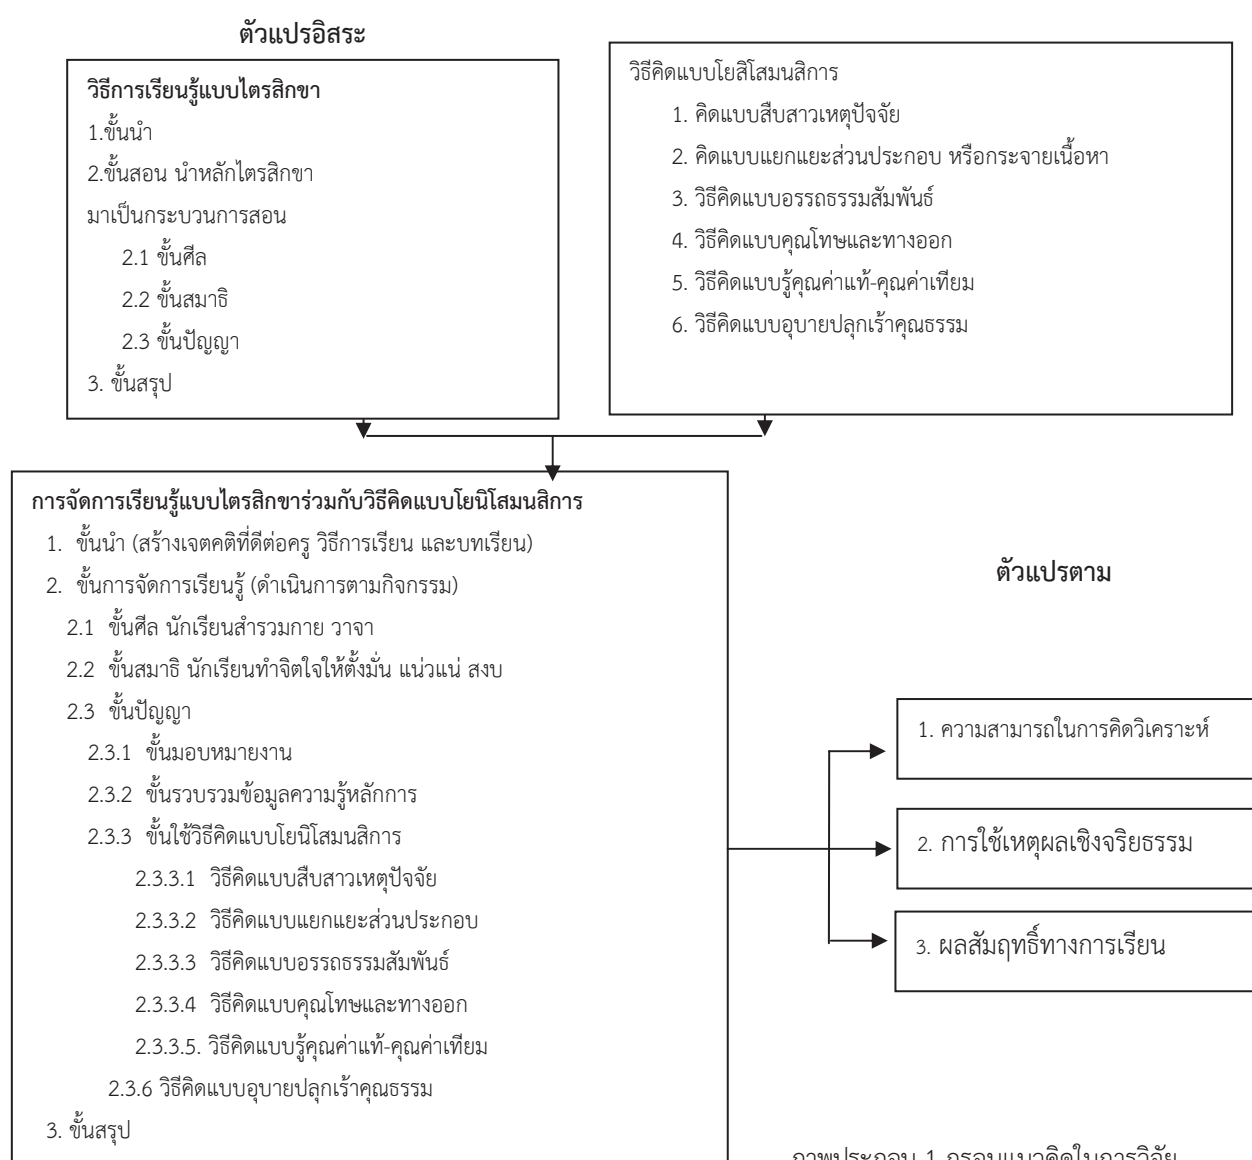 ตัวแปรอิสระ
วิธีการเรียนรู้แบบไตรสิกขา
1.ขั้นนำ
2.ขั้นสอน นำหลักไตรสิกขา
มาเป็นกระบวนการสอน
2.1 ขั้นศีล
2.2 ขั้นสมาธิ
2.3 ขั้นปัญญา
3. ขั้นสรุป
วิธีคิดแบบโยสิโสมนสิการ
1. คิดแบบสืบสาวเหตุปัจจัย
2. คิดแบบแยกแยะส่วนประกอบ หรือกระจายเนื้อหา
3. วิธีคิดแบบอรรถธรรมสัมพันธ์
4. วิธีคิดแบบคุณโทษและทางออก
5. วิธีคิดแบบรู้คุณค่าแท้-คุณค่าเทียม
6. วิธีคิดแบบอุบายปลุกเร้าคุณธรรม
การจัดการเรียนรู้แบบไตรสิกขาร่วมกับวิธีคิดแบบโยนิโสมนสิการ
1. ขั้นนำ (สร้างเจตคติที่ดีต่อครู วิธีการเรียน และบทเรียน)
2. ขั้นการจัดการเรียนรู้ (ดำเนินการตามกิจกรรม)
2.1 ขั้นศีล นักเรียนสำรวมกาย วาจา
2.2 ขั้นสมาธิ นักเรียนทำจิตใจให้ตั้งมั่น แน่วแน่ สงบ
2.3 ขั้นปัญญา
2.3.1 ขั้นมอบหมายงาน
2.3.2 ขั้นรวบรวมข้อมูลความรู้หลักการ
2.3.3 ขั้นใช้วิธีคิดแบบโยนิโสมนสิการ
2.3.3.1 วิธีคิดแบบสืบสาวเหตุปัจจัย
2.3.3.2 วิธีคิดแบบแยกแยะส่วนประกอบ
2.3.3.3 วิธีคิดแบบอรรถธรรมสัมพันธ์
2.3.3.4 วิธีคิดแบบคุณโทษและทางออก
2.3.3.5. วิธีคิดแบบรู้คุณค่าแท้-คุณค่าเทียม
2.3.6 วิธีคิดแบบอุบายปลุกเร้าคุณธรรม
3. ขั้นสรุป
ตัวแปรตาม
1. ความสามารถในการคิดวิเคราะห์
2. การใช้เหตุผลเชิงจริยธรรม
3. ผลสัมฤทธิ์ทางการเรียน
ภาพประกอบ 1 กรอบแนวคิดในการวิจัย